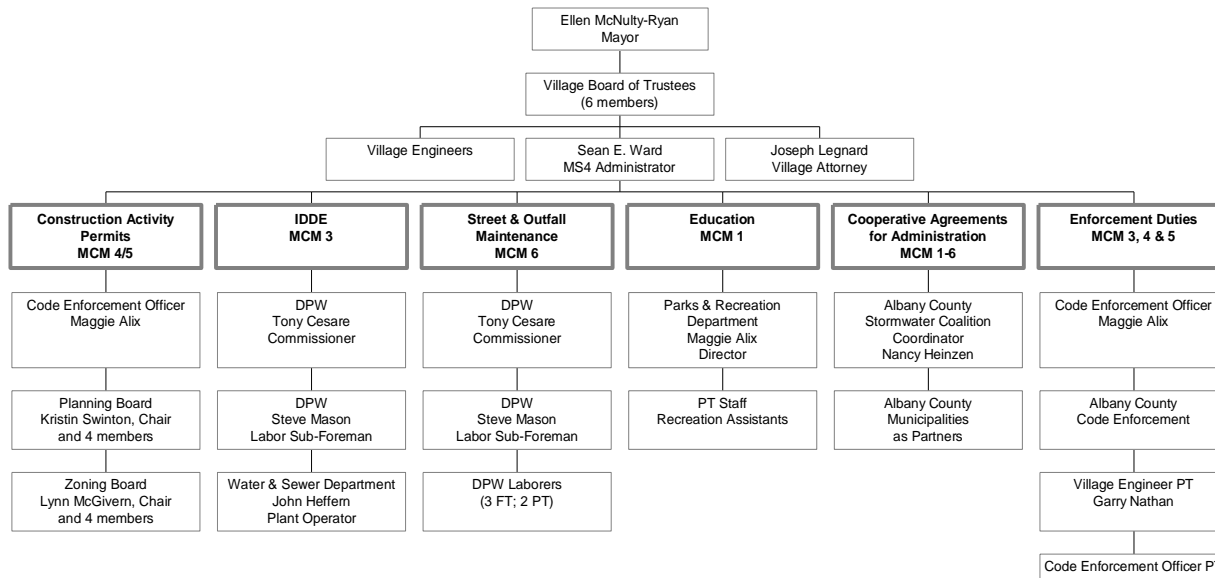 Ellen McNulty-Ryan
Mayor
Village Board of Trustees
(6 members)
Village Engineers
Sean E. Ward
MS4 Administrator
Joseph Legnard
Village Attorney
Construction Activity
Permits
MCM 4/5
Code Enforcement Officer
Maggie Alix
Planning Board
Kristin Swinton, Chair
and 4 members
Zoning Board
Lynn McGivern, Chair
and 4 members
IDDE
MCM 3
DPW
Tony Cesare
Commissioner
DPW
Steve Mason
Labor Sub-Foreman
Water & Sewer Department
John Heffern
Plant Operator
Street & Outfall
Maintenance
MCM 6
DPW
Tony Cesare
Commissioner
DPW
Steve Mason
Labor Sub-Foreman
DPW Laborers
(3 FT; 2 PT)
Education
MCM 1
Parks & Recreation
Department
Maggie Alix
Director
PT Staff
Recreation Assistants
Cooperative Agreements
for Administration
MCM 1-6
Albany County
Stormwater Coalition
Coordinator
Nancy Heinzen
Albany County
Municipalities
as Partners
Enforcement Duties
MCM 3, 4 & 5
Code Enforcement Officer
Maggie Alix
Albany County
Code Enforcement
Village Engineer PT
Garry Nathan
Code Enforcement Officer PT